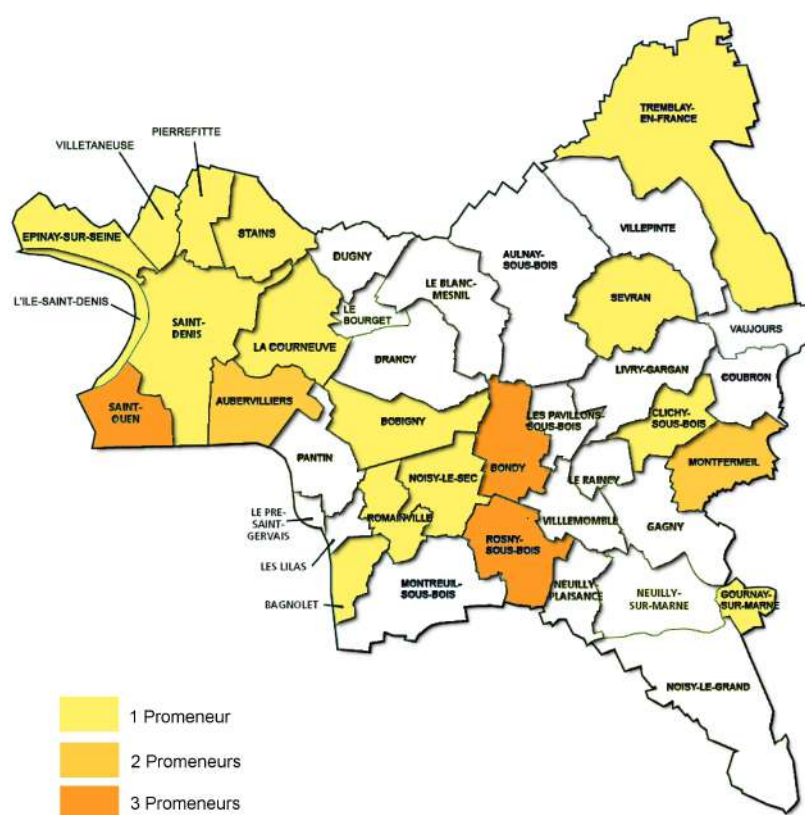 TREMBLAY-
EN-FRANCE
PIERREFITTE
VILLETANEUSE
EPINAY-SUR-SEINE
STAINS
VILLEPINTE
DUGNY
AULNAY-
SOUS-BOIS
LE BLANC-
MESNIL
L'ILE-SAINT-DENIS
SEVRAN
LE
BOURGET
SAINT-
DENIS
VAUJOURS
LA COURNEUVE
DRANCY
LIVRY-GARGAN
COUBRON
SAINT-
OUEN
AUBERVILLIERS
BOBIGNY
LES PAVILLONS-
SOUS-BOIS
CLICHY-
SOUS-BOIS
PANTIN
BONDY
MONTFERMEIL
NOISY-LE-SEC
LE RAINCY
LE PRE-
SAINT-
GERVAIS
ROMAINVILLE
VILLLEMOMBLE
GAGNY
ROSNY-
SOUS-BOIS
LES LILAS
MONTREUIL-
SOUS-BOIS
NEUILLY-
PLAISANCE
NEUILLY-
SUR-MARNE
GOURNAY-
SUR-MARNE
BAGNOLET
NOISY-LE-GRAND
1 Promeneur
2 Promeneurs
3 Promeneurs